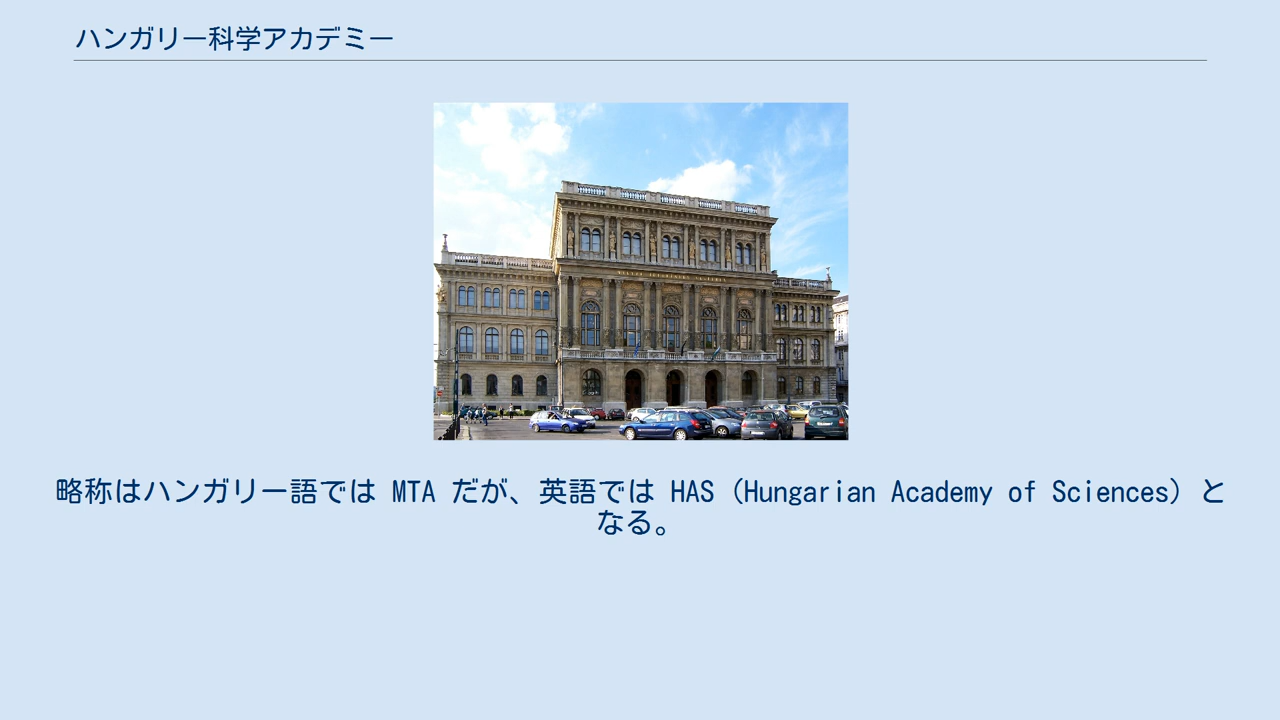 ハンガリー科学アカデミー
略称はハンガリー語では MTA だが、英語では HAS（Hungarian Academy of Sciences）と
なる。